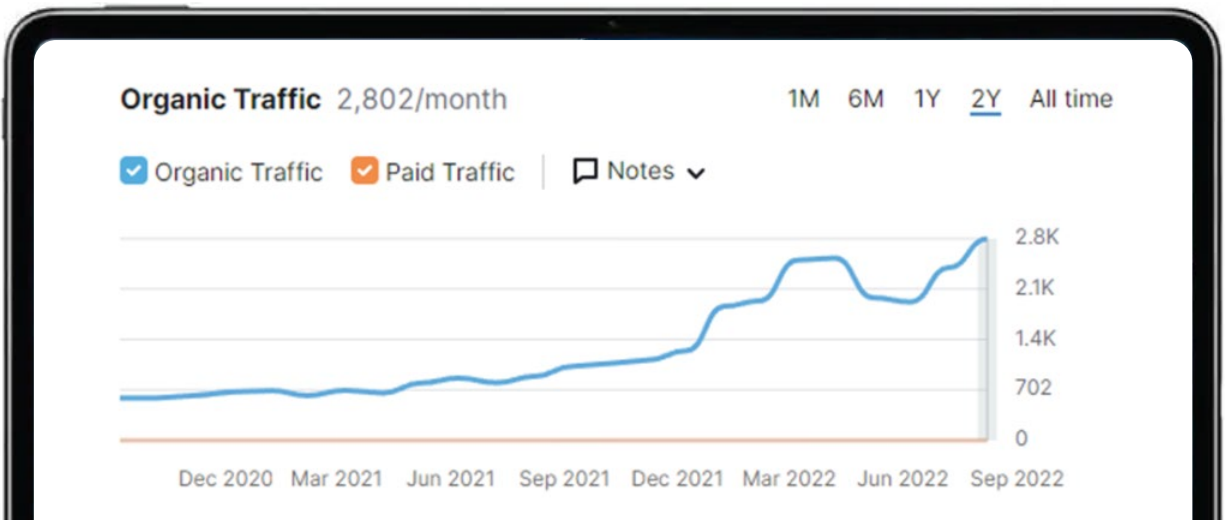 Organic Traffic 2,802/month 1M 6M 1Y 2Y All time
Organic Traffic Paid Traffic Notes
2.8K
2.1K
1.4K
702
0
Dec 2020 Mar 2021 Jun 2021 Sep 2021 Dec 2021 Mar 2022 Jun 2022 Sep 2022